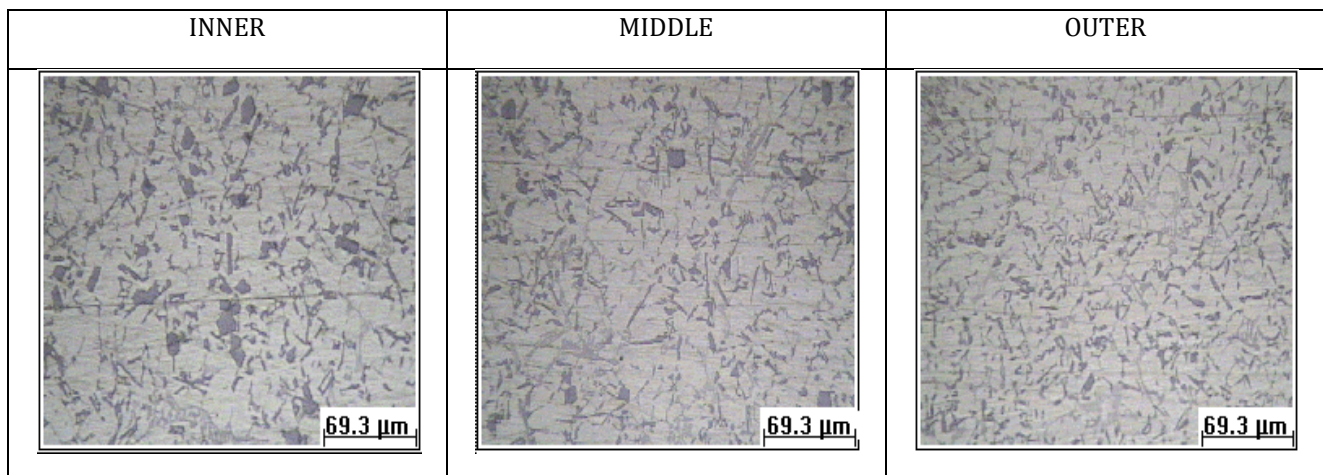 INNER
MIDDLE
OUTER
69.3 µm
69.3 µm
69.3 µm